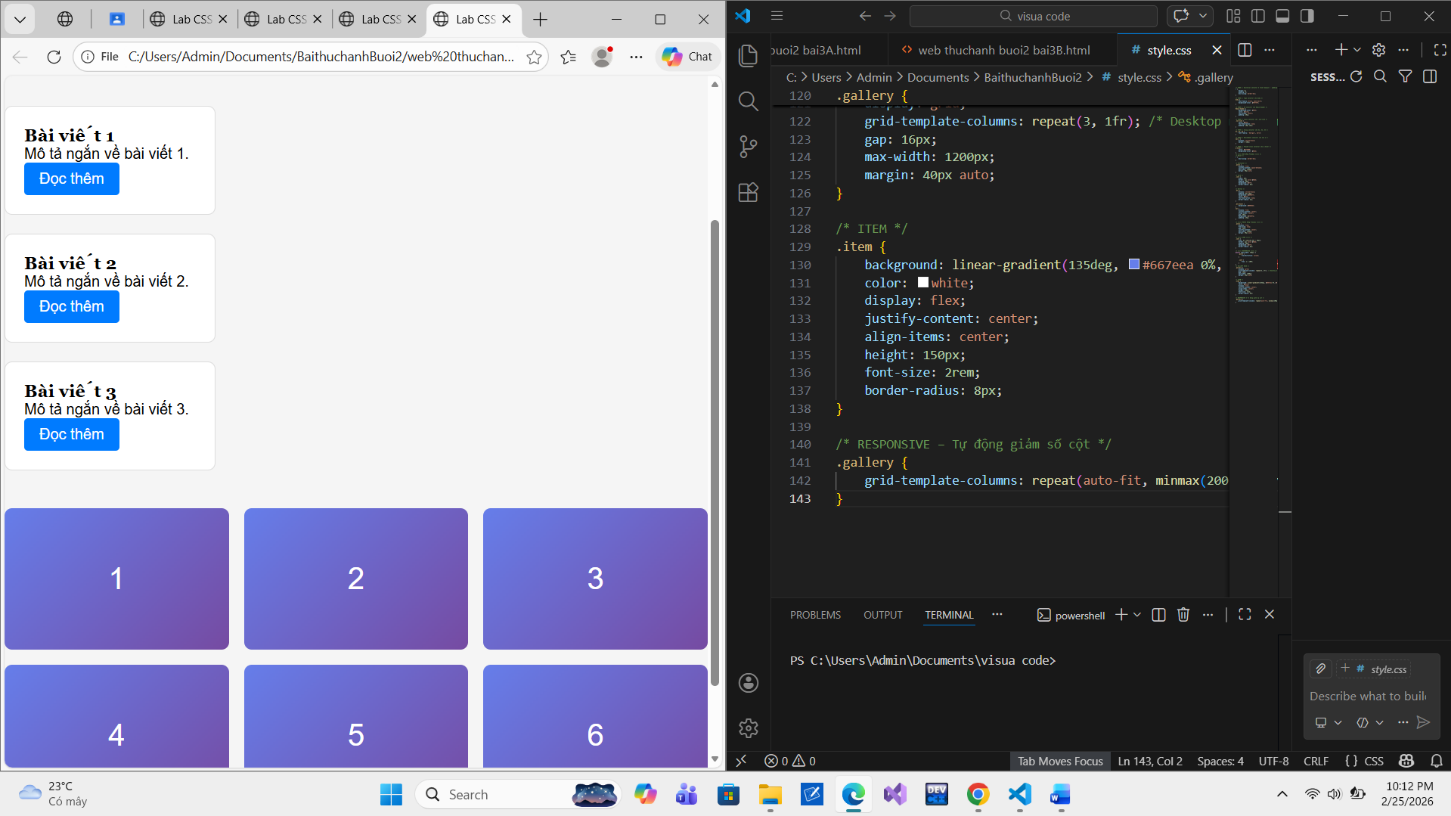 Lab CSS
Lab CSS
Lab CSS
Lab CSS
File
C:/Users/Admin/Documents/BaithuchanhBuoi2/web%20thuchan...
Chat
Bài viết 1
Mô tả ngắn về bài viết 1.
Đọc thêm
Bài viết 2
Mô tả ngắn về bài viết 2.
Đọc thêm
Bài viết 3
Mô tả ngắn về bài viết 3.
Đọc thêm
1
2
3
4
5
6
visua code
buoi2 bai3A.html
web thuchanh buoi2 bai3B.html
# style.css
C: > Users > Admin > Documents > BaithuchanhBuoi2 > # style.css > .gallery
120 .gallery {
122 grid-template-columns: repeat(3, 1fr); /* Desktop
123 gap: 16px;
124 max-width: 1200px;
125 margin: 40px auto;
126 }
127
128 /* ITEM */
129 .item {
130 background: linear-gradient(135deg, #667eea 0%,
131 color: white;
132 display: flex;
133 justify-content: center;
134 align-items: center;
135 height: 150px;
136 font-size: 2rem;
137 border-radius: 8px;
138 }
139
140 /* RESPONSIVE – Tự động giảm số cột */
141 .gallery {
142 grid-template-columns: repeat(auto-fit, minmax(200
143 }
SESS...
PROBLEMS
OUTPUT
TERMINAL
powershell
PS C:\Users\Admin\Documents\visua code>
+ # style.css
Describe what to build
0 0
Tab Moves Focus
Ln 143, Col 2
Spaces: 4
UTF-8
CRLF
{ } CSS
23°C
Có mây
Search
DEV
10:12 PM
2/25/2026